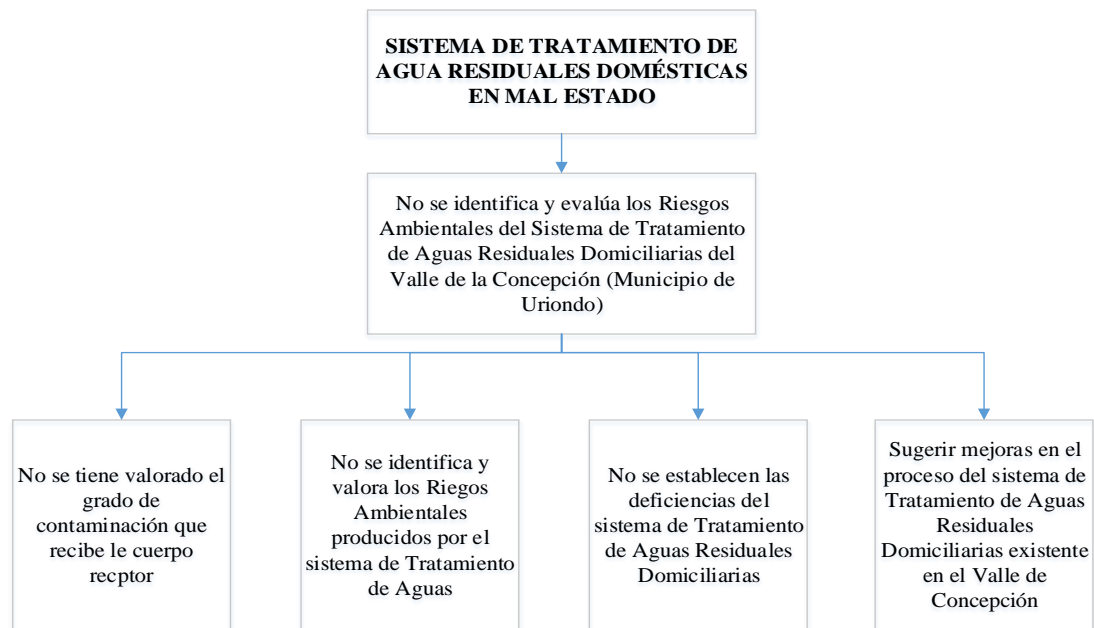 SISTEMA DE TRATAMIENTO DE
AGUA RESIDUALES DOMÉSTICAS
EN MAL ESTADO
No se identifica y evalúa los Riesgos
Ambientales del Sistema de Tratamiento
de Aguas Residuales Domiciliarias del
Valle de la Concepción (Municipio de
Uriondo)
No se tiene valorado el
grado de
contaminación que
recibe le cuerpo
recptor
No se identifica y
valora los Riegos
Ambientales
producidos por el
sistema de Tratamiento
de Aguas
No se establecen las
deficiencias del
sistema de Tratamiento
de Aguas Residuales
Domiciliarias
Sugerir mejoras en el
proceso del sistema de
Tratamiento de Aguas
Residuales
Domiciliarias existente
en el Valle de
Concepción